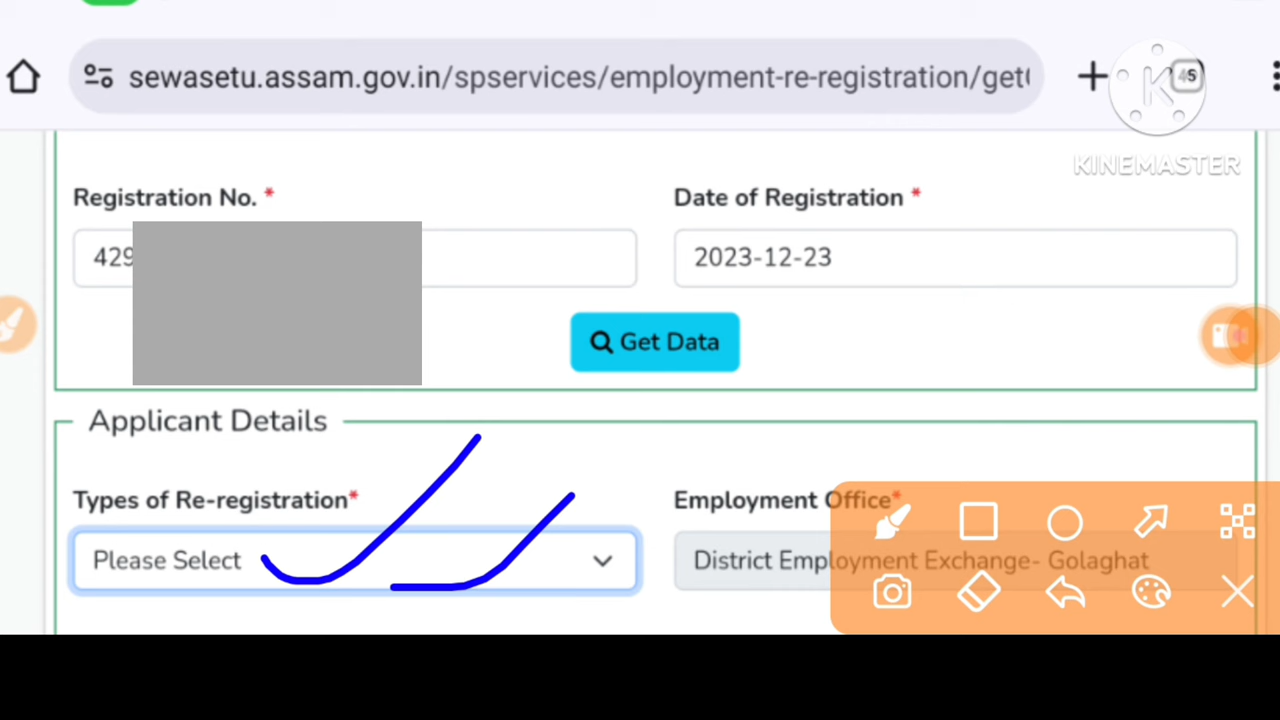 sewasetu.assam.gov.in/spservices/employment-re-registration/get
45
KINEMASTER
Registration No. *
Date of Registration *
429
2023-12-23
Get Data
Applicant Details
Types of Re-registration*
Employment Office*
Please Select
District Employment Exchange- Golaghat